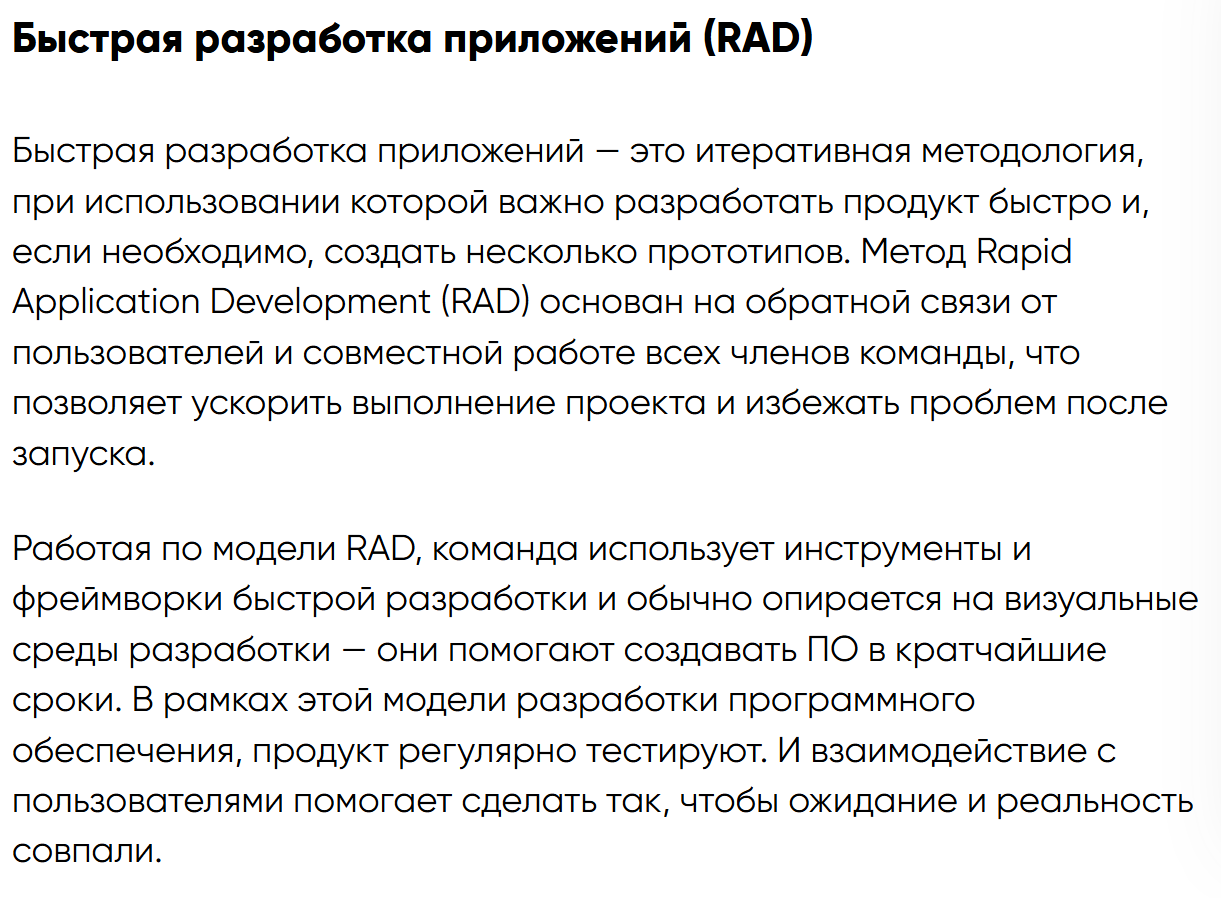 Быстрая разработка приложений (RAD)
Быстрая разработка приложений — это итеративная методология,
при использовании которой важно разработать продукт быстро и,
если необходимо, создать несколько прототипов. Метод Rapid
Application Development (RAD) основан на обратной связи от
пользователей и совместной работе всех членов команды, что
позволяет ускорить выполнение проекта и избежать проблем после
запуска.
Работая по модели RAD, команда использует инструменты и
фреймворки быстрой разработки и обычно опирается на визуальные
среды разработки — они помогают создавать ПО в кратчайшие
сроки. В рамках этой модели разработки программного
обеспечения, продукт регулярно тестируют. И взаимодействие с
пользователями помогает сделать так, чтобы ожидание и реальность
совпали.